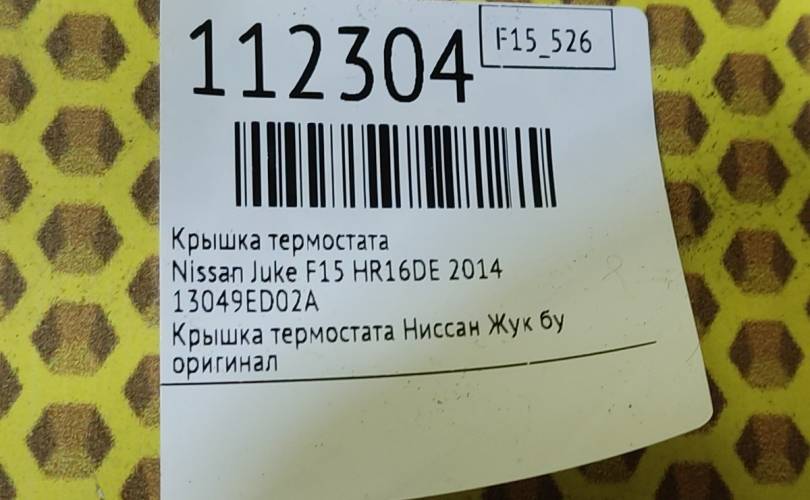 112304
F15_526
Крышка термостата
Nissan Juke F15 HR16DE 2014
13049ED02A
Крышка термостата Ниссан Жук бу
оригинал